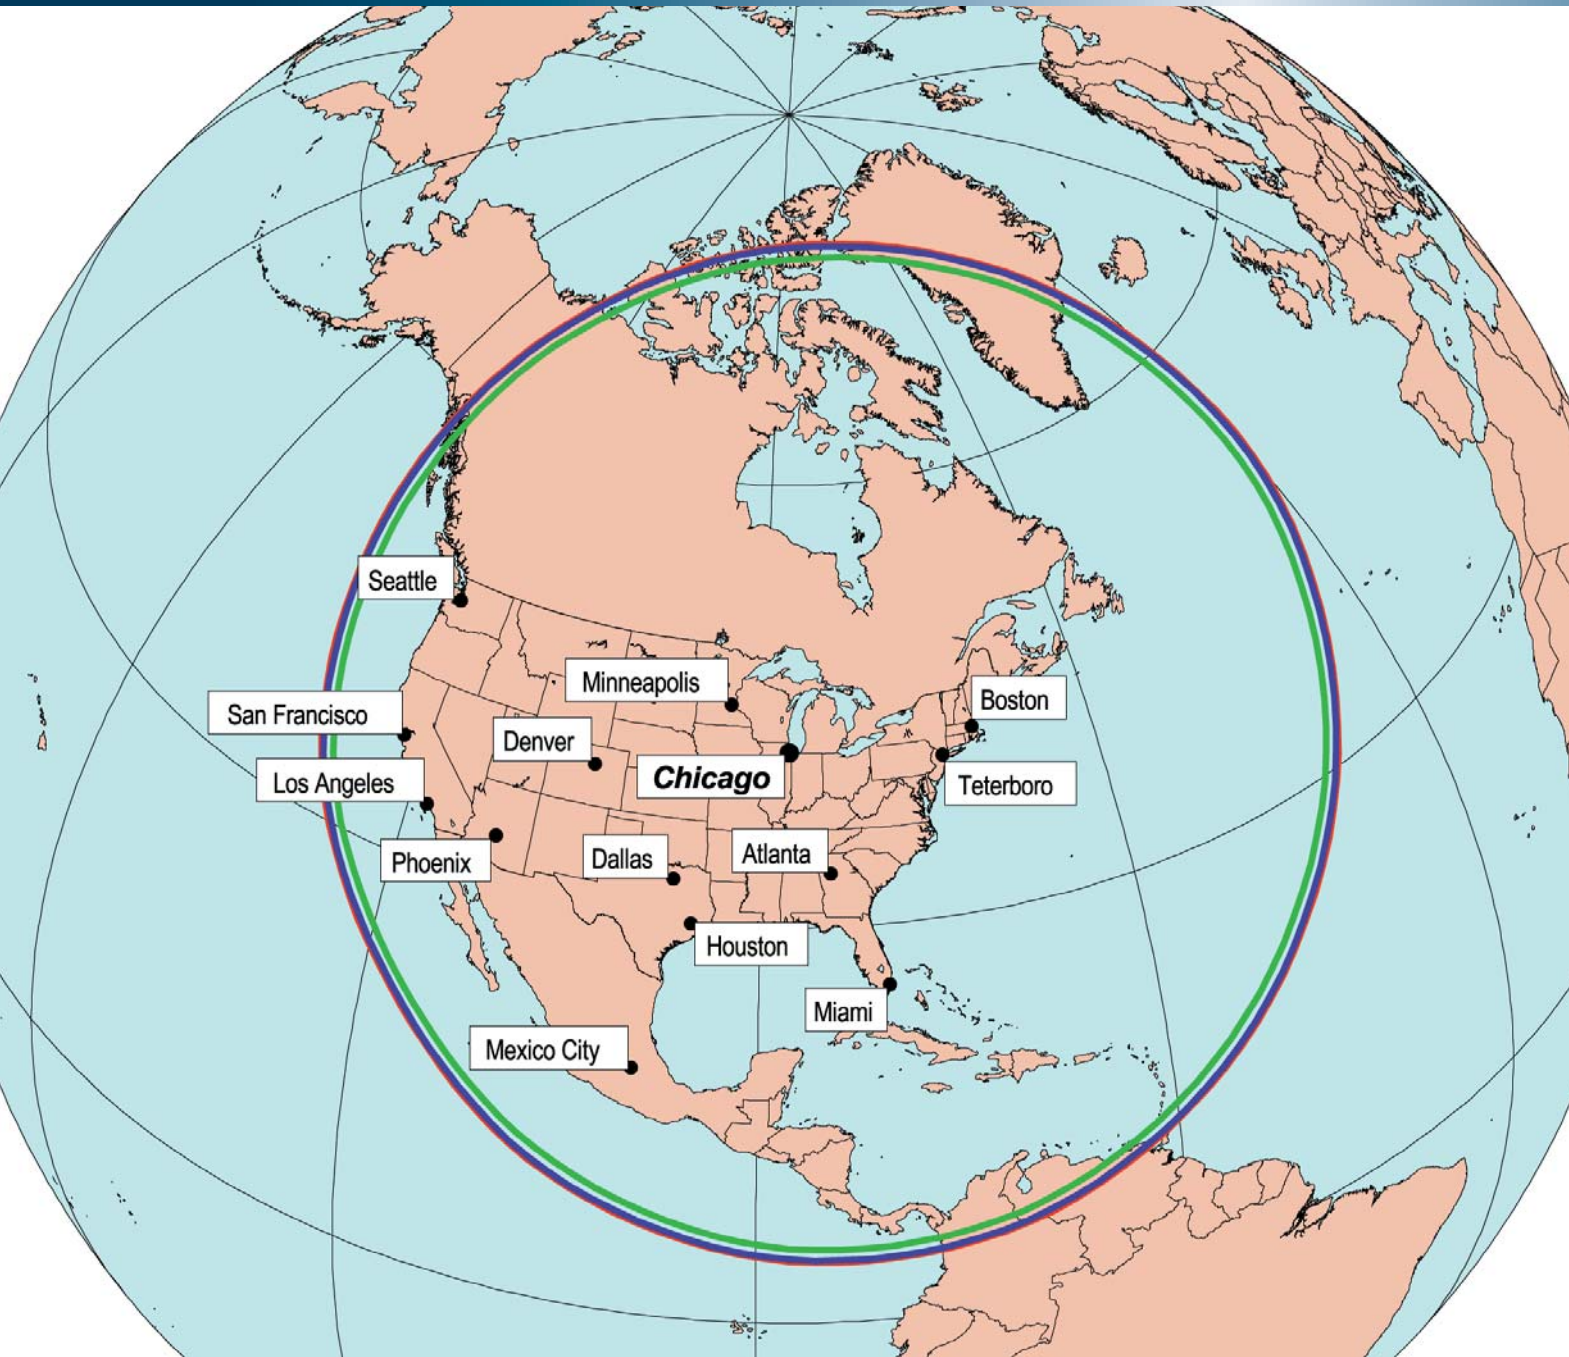 Seattle
Minneapolis
Boston
San Francisco
Denver
Chicago
Los Angeles
Teterboro
Phoenix
Dallas
Atlanta
Houston
Miami
Mexico City